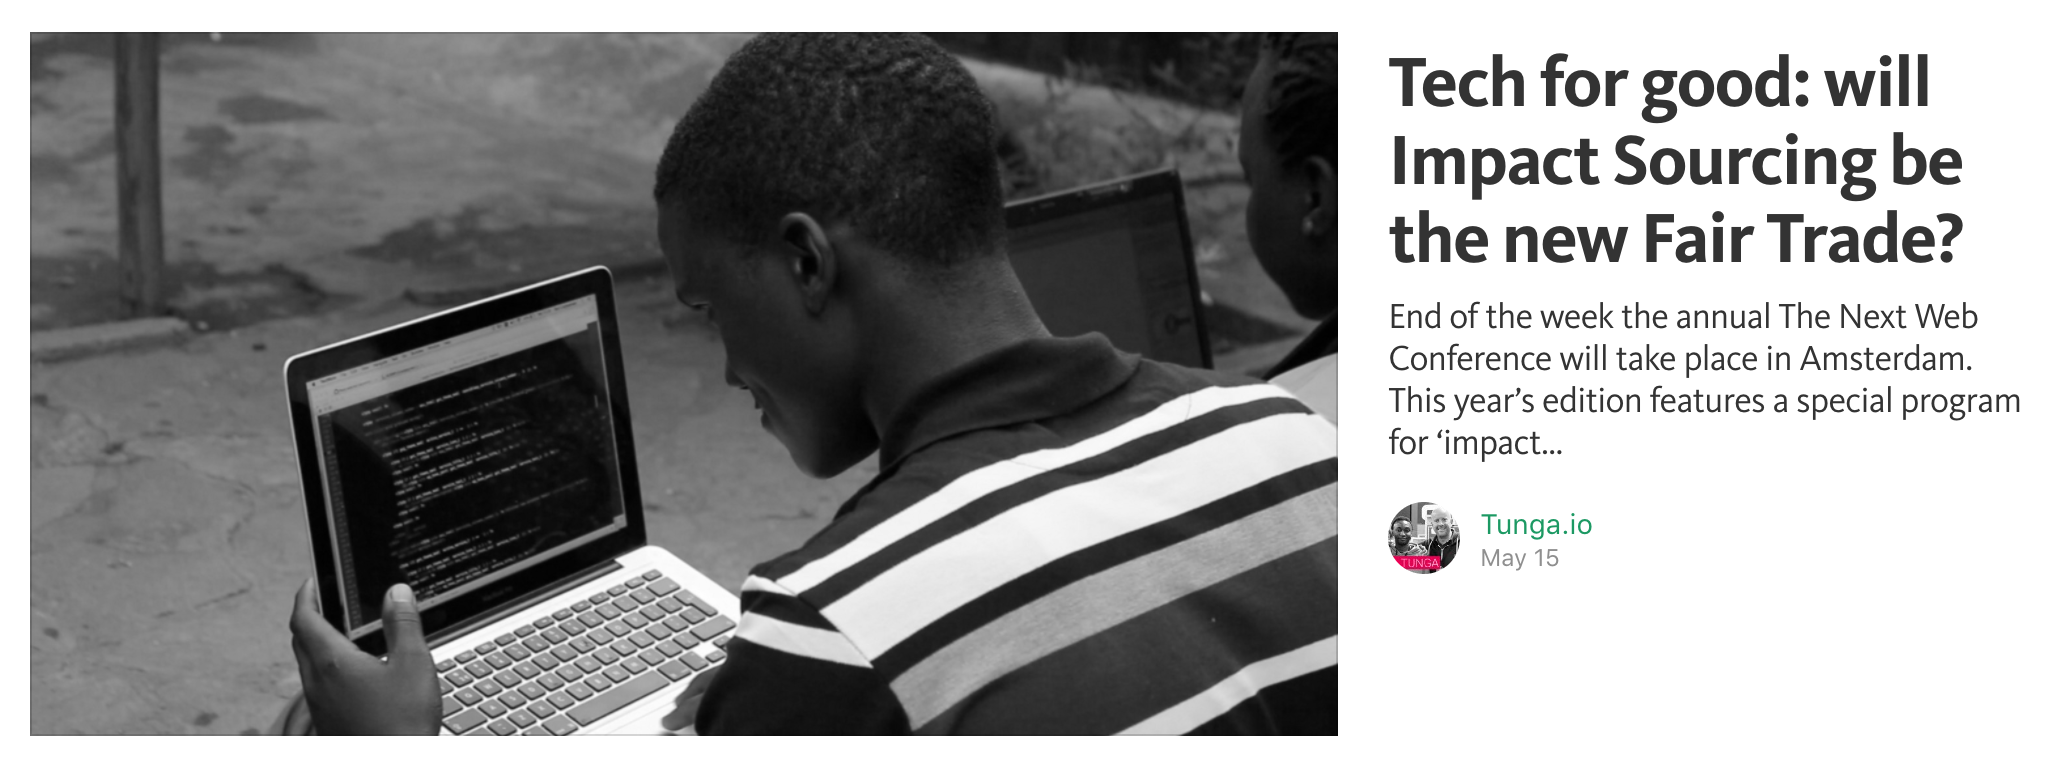 Tech for good: will
Impact Sourcing be
the new Fair Trade?
End of the week the annual The Next Web
Conference will take place in Amsterdam.
This year’s edition features a special program
for ‘impact...
Tunga.io
May 15
TUNGA